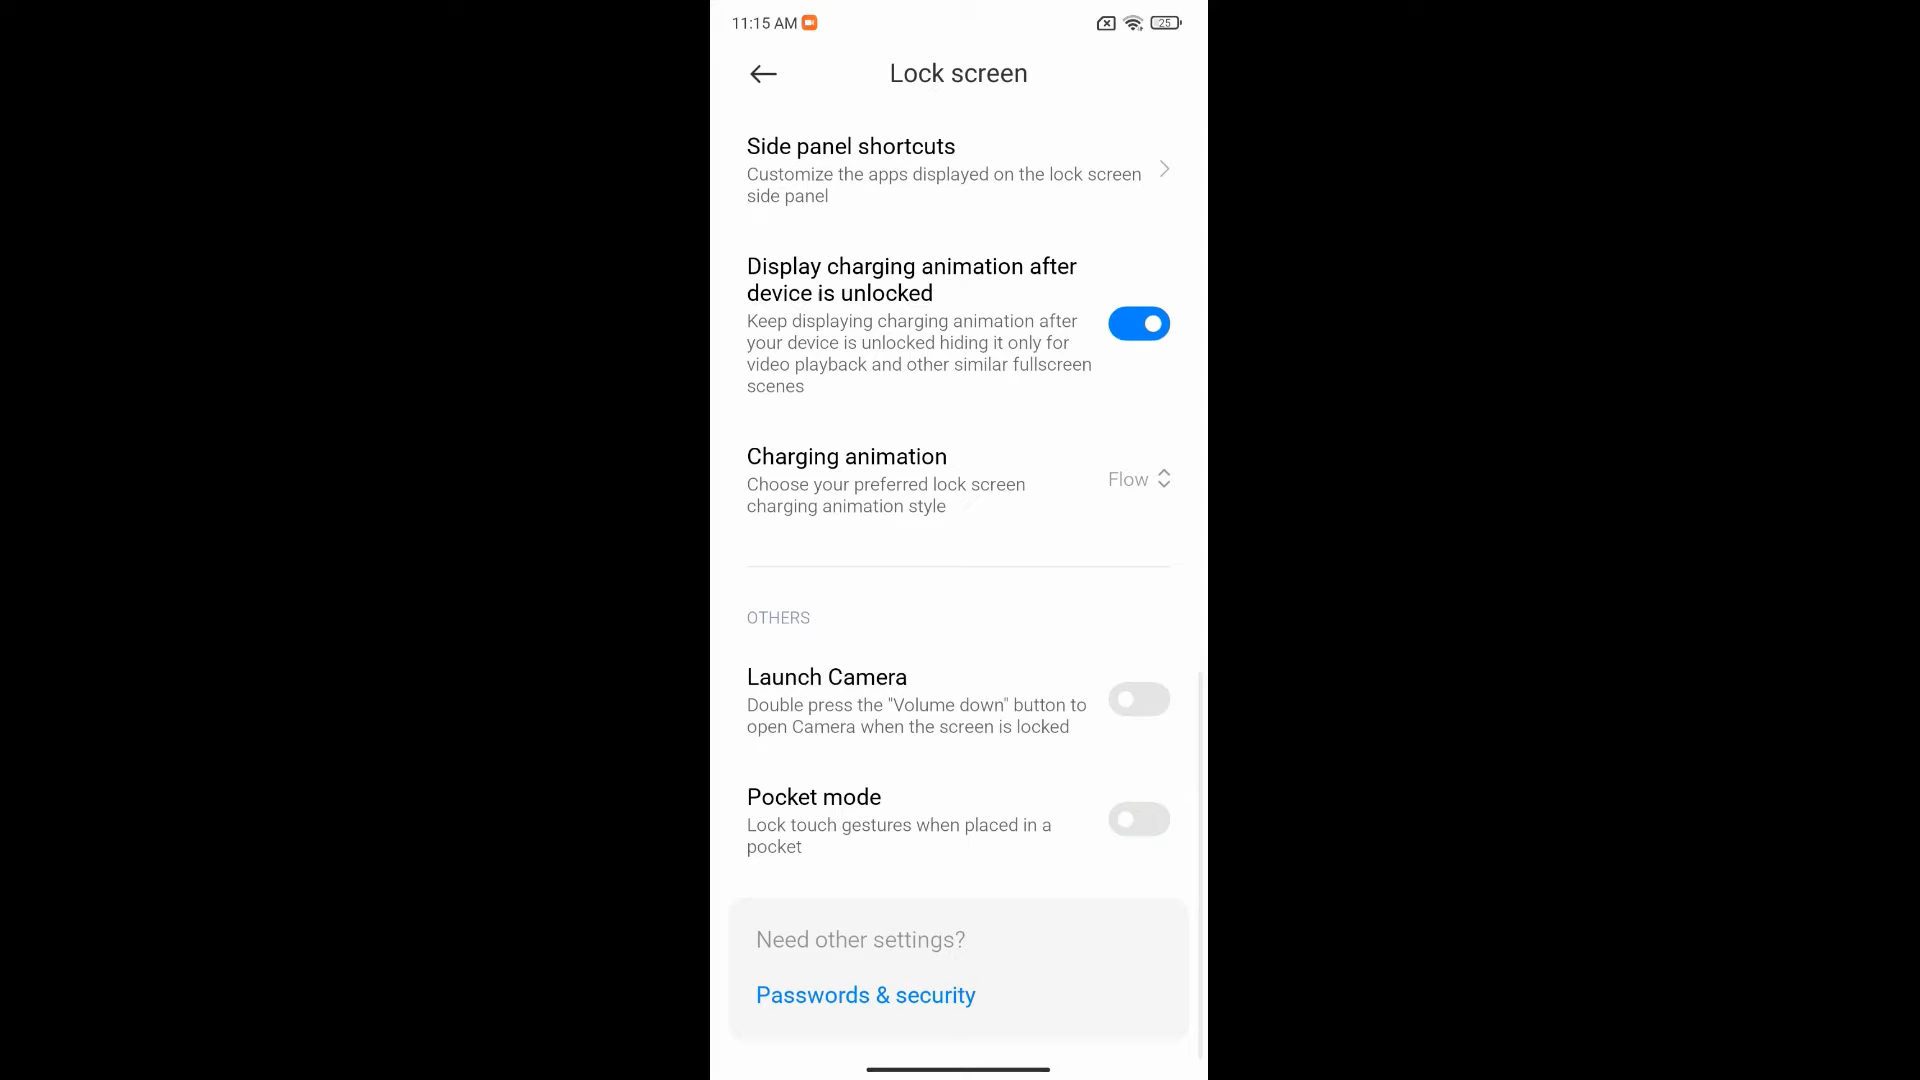 11:15 AM
25
Lock screen
Side panel shortcuts
Customize the apps displayed on the lock screen
side panel
Display charging animation after
device is unlocked
Keep displaying charging animation after
your device is unlocked hiding it only for
video playback and other similar fullscreen
scenes
Charging animation
Choose your preferred lock screen
charging animation style
Flow
OTHERS
Launch Camera
Double press the "Volume down" button to
open Camera when the screen is locked
Pocket mode
Lock touch gestures when placed in a
pocket
Need other settings?
Passwords & security